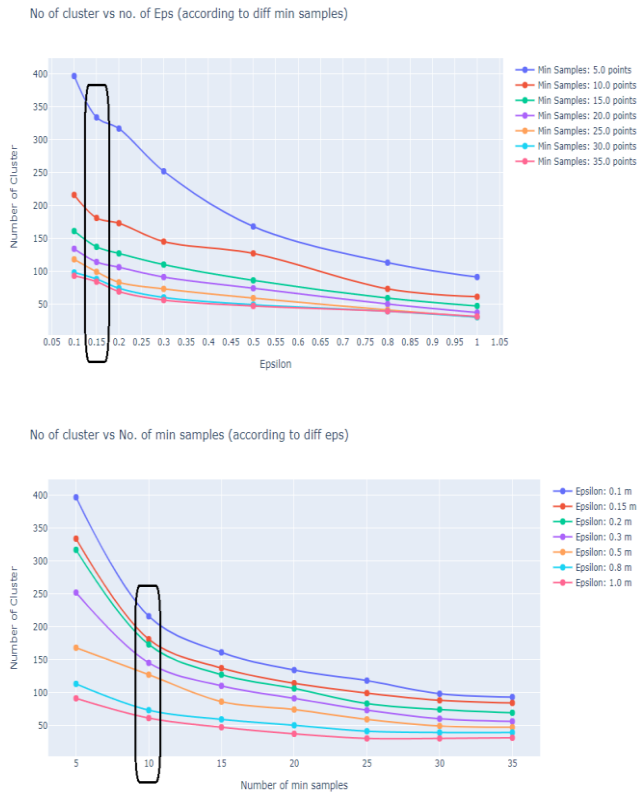 No of cluster vs no. of Eps (according to diff min samples)
400
350
300
250
200
150
100
50
Number of Cluster
0.05 0.1 0.15 0.2 0.25 0.3 0.35 0.4 0.45 0.5 0.55 0.6 0.65 0.7 0.75 0.8 0.85 0.9 0.95 1 1.05
Epsilon
Min Samples: 5.0 points
Min Samples: 10.0 points
Min Samples: 15.0 points
Min Samples: 20.0 points
Min Samples: 25.0 points
Min Samples: 30.0 points
Min Samples: 35.0 points
No of cluster vs No. of min samples (according to diff eps)
400
350
300
250
200
150
100
50
Number of Cluster
5 10 15 20 25 30 35
Number of min samples
Epsilon: 0.1 m
Epsilon: 0.15 m
Epsilon: 0.2 m
Epsilon: 0.3 m
Epsilon: 0.5 m
Epsilon: 0.8 m
Epsilon: 1.0 m